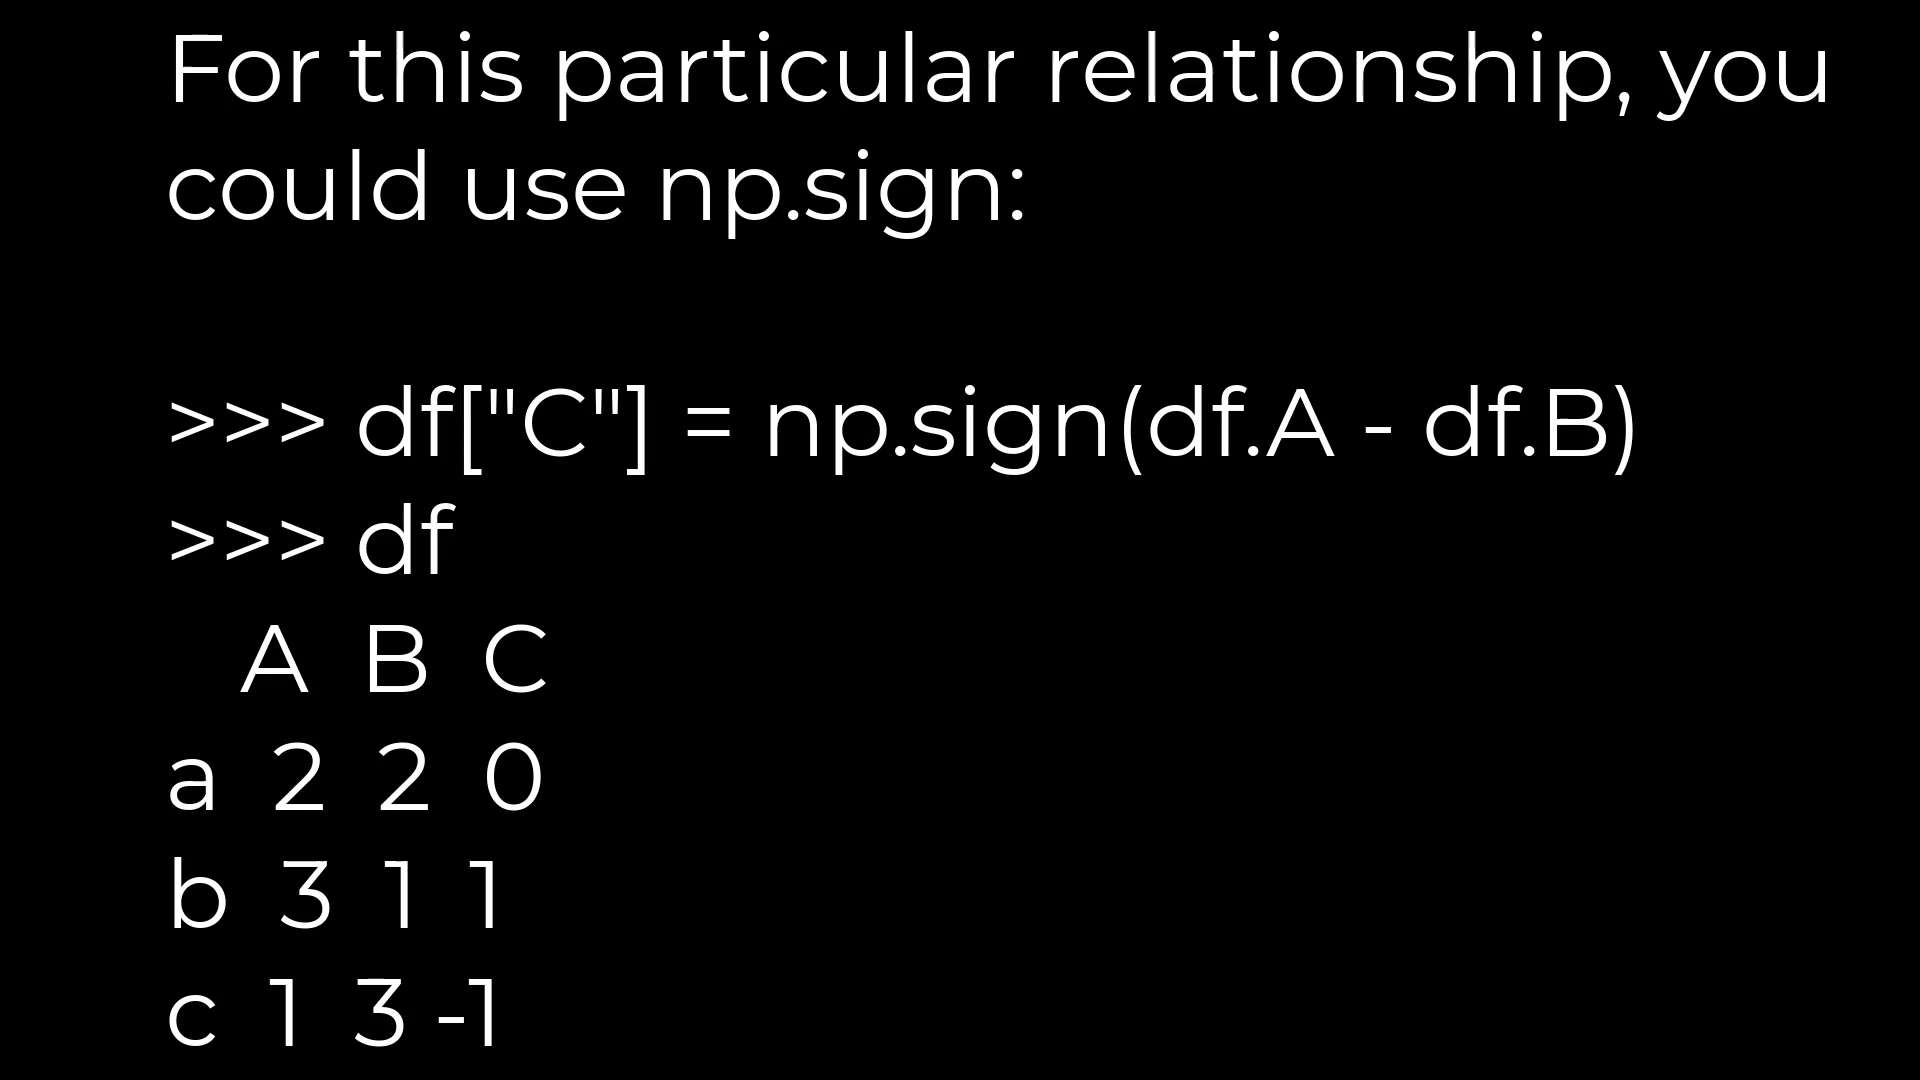 For this particular relationship, you
could use np.sign:
>>> df["C"] = np.sign(df.A - df.B)
>>> df
A B C
a 2 2 0
b 3 1 1
c 1 3 -1